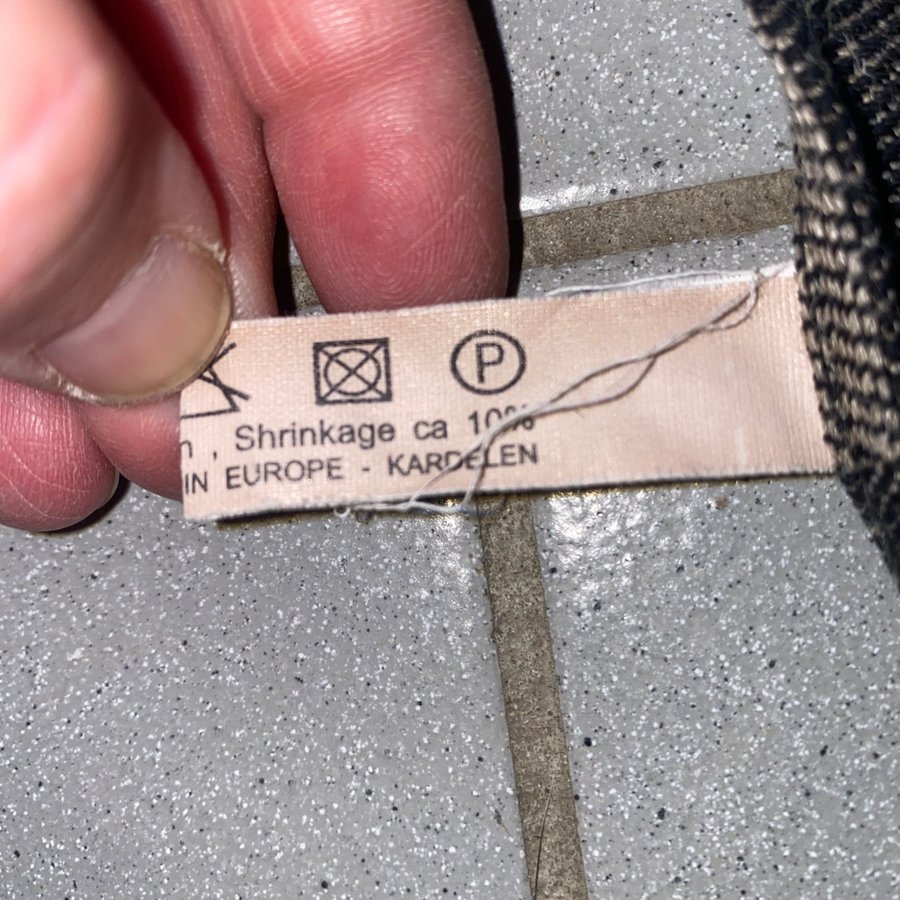 P
n , Shrinkage ca 10%
IN EUROPE - KARDELEN